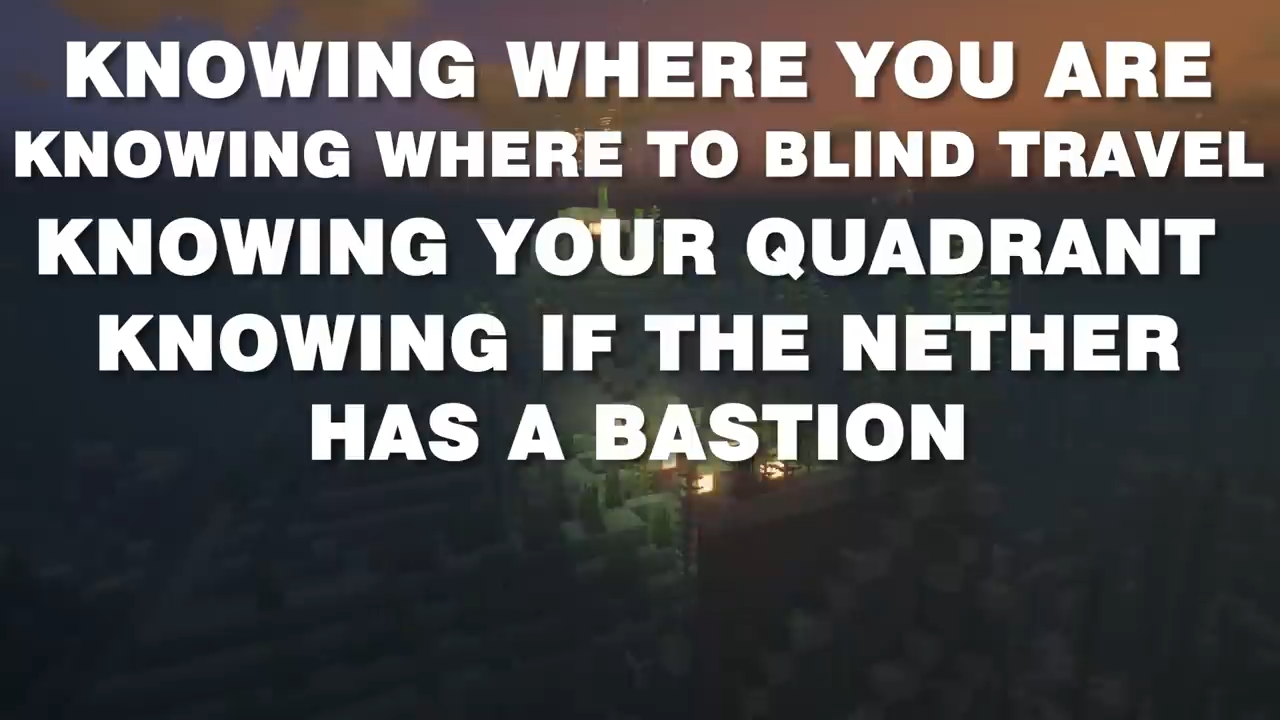 KNOWING WHERE YOU ARE
KNOWING WHERE TO BLIND TRAVEL
KNOWING YOUR QUADRANT
KNOWING IF THE NETHER
HAS A BASTION